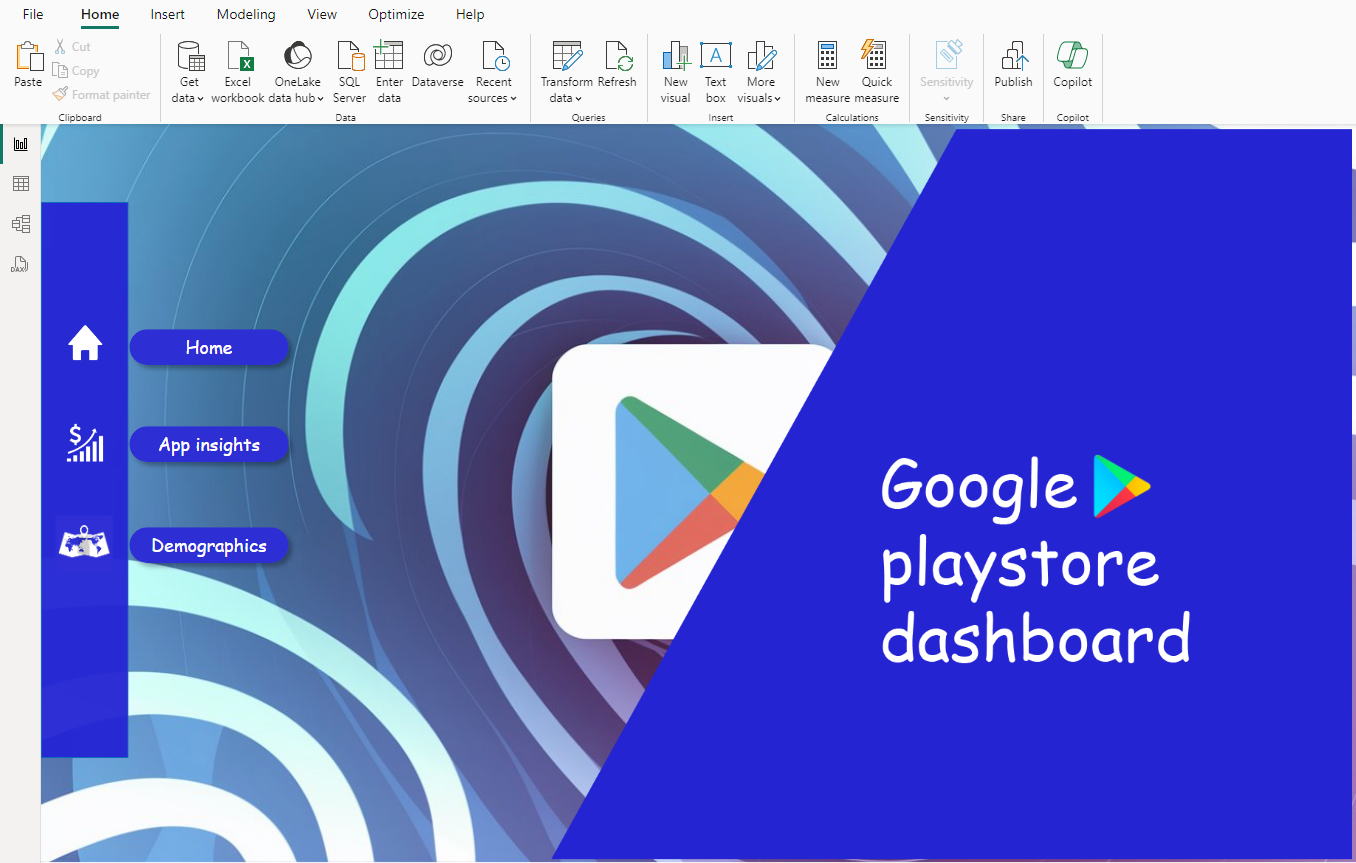 File Home Insert Modeling View Optimize Help
Paste
Cut
Copy
Format painter
Clipboard
Get
data
Excel
workbook
OneLake
data hub
SQL
Server
Enter
data
Dataverse
Recent
sources
Data
Transform
data
Refresh
Queries
New
visual
Text
box
More
visuals
Insert
New
measure
Quick
measure
Calculations
Sensitivity
Sensitivity
Publish
Share
Copilot
Copilot
DAX
Home
App insights
Demographics
Google
playstore
dashboard